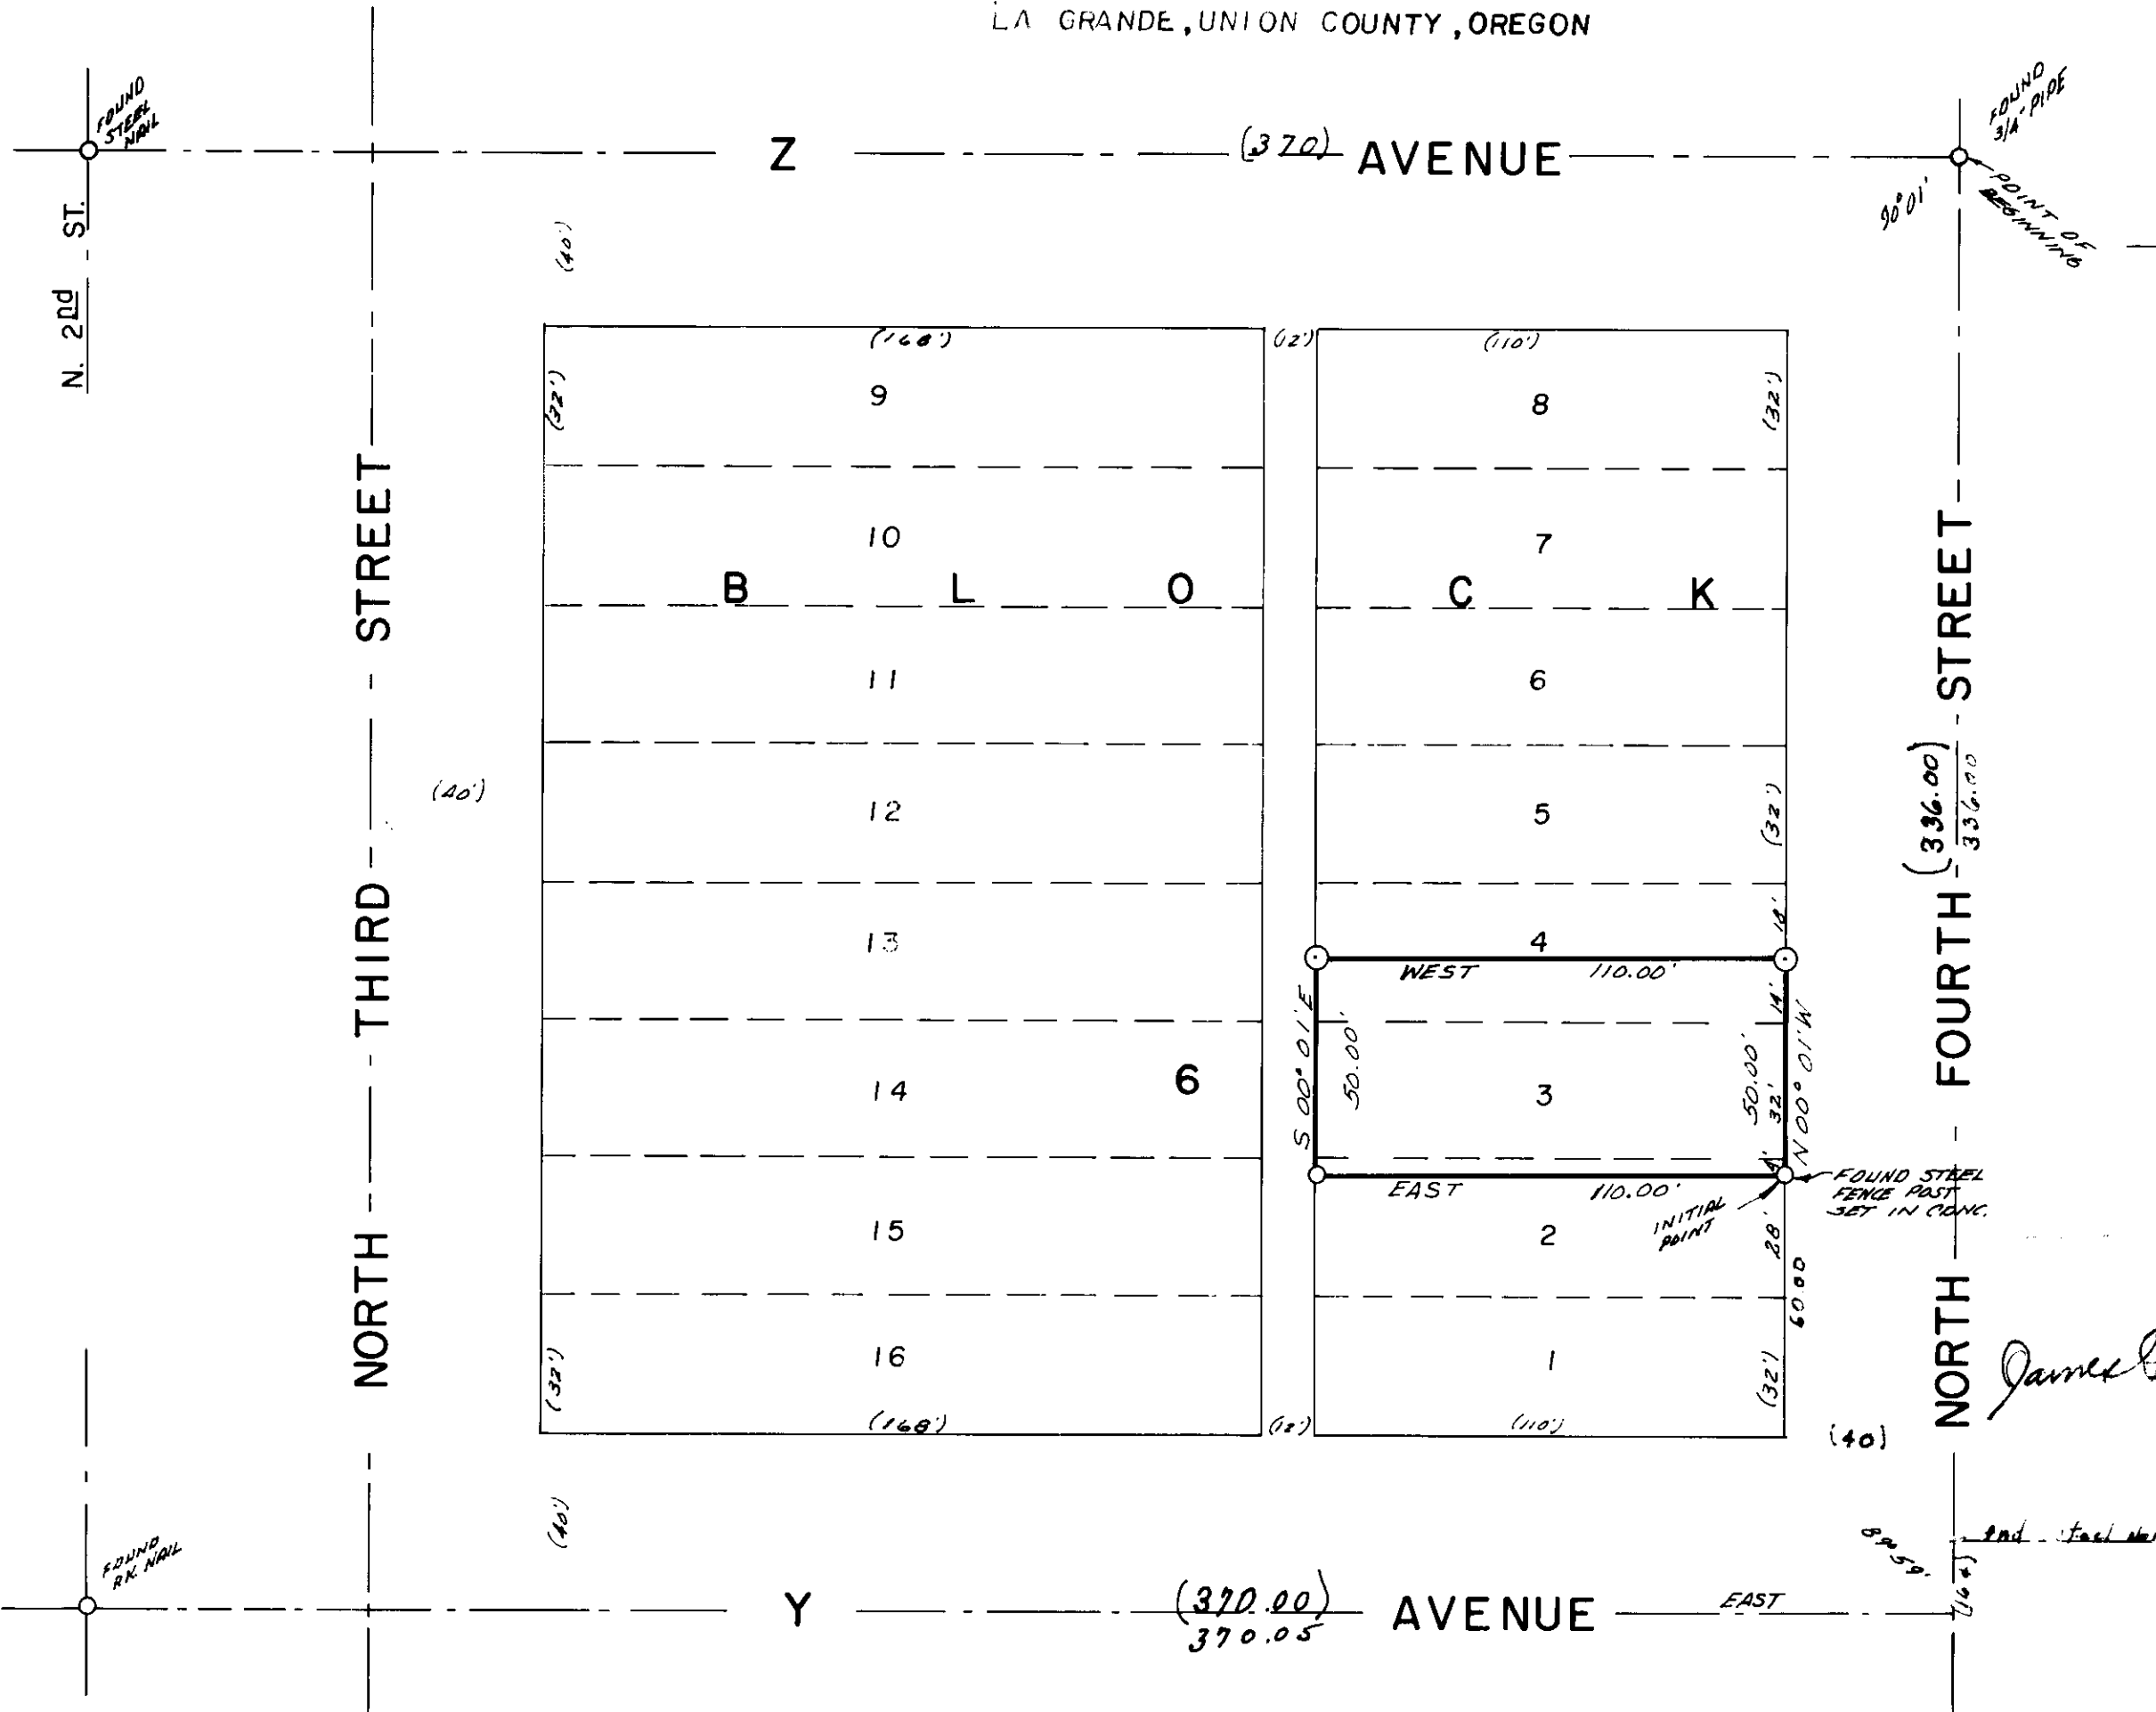 LA GRANDE, UNION COUNTY, OREGON
FOUND
STEEL
NAIL
FOUND
3/4" PIPE
Z (370) AVENUE
90°01'
POINT OF
BEGINNING
N. 2nd ST.
(40')
(168')
(12')
(110')
(32')
9
8
(32')
10
7
B L O C K
11
6
NORTH THIRD STREET
(40')
12
5
(32')
NORTH FOURTH STREET
(336.00)
336.00
13
4
18'
WEST 110.00'
14'
S 00° 01' E
50.00'
14
6
3
50.00'
32'
N 00° 01' W
4'
EAST 110.00'
FOUND STEEL
FENCE POST
SET IN CONC.
INITIAL
POINT
15
2
28'
60.00
16
1
(32')
(32')
(168')
(12')
(110')
(40)
James
(40')
FOUND
P.K. NAIL
89°59'
Y (370.00) AVENUE EAST
370.05